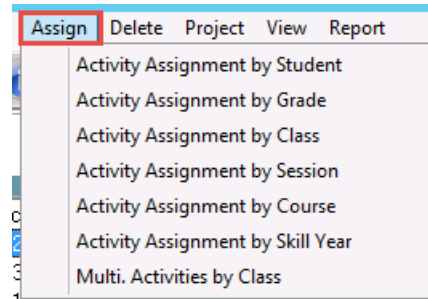 Assign Delete Project View Report
Activity Assignment by Student
Activity Assignment by Grade
Activity Assignment by Class
Activity Assignment by Session
Activity Assignment by Course
Activity Assignment by Skill Year
Multi. Activities by Class